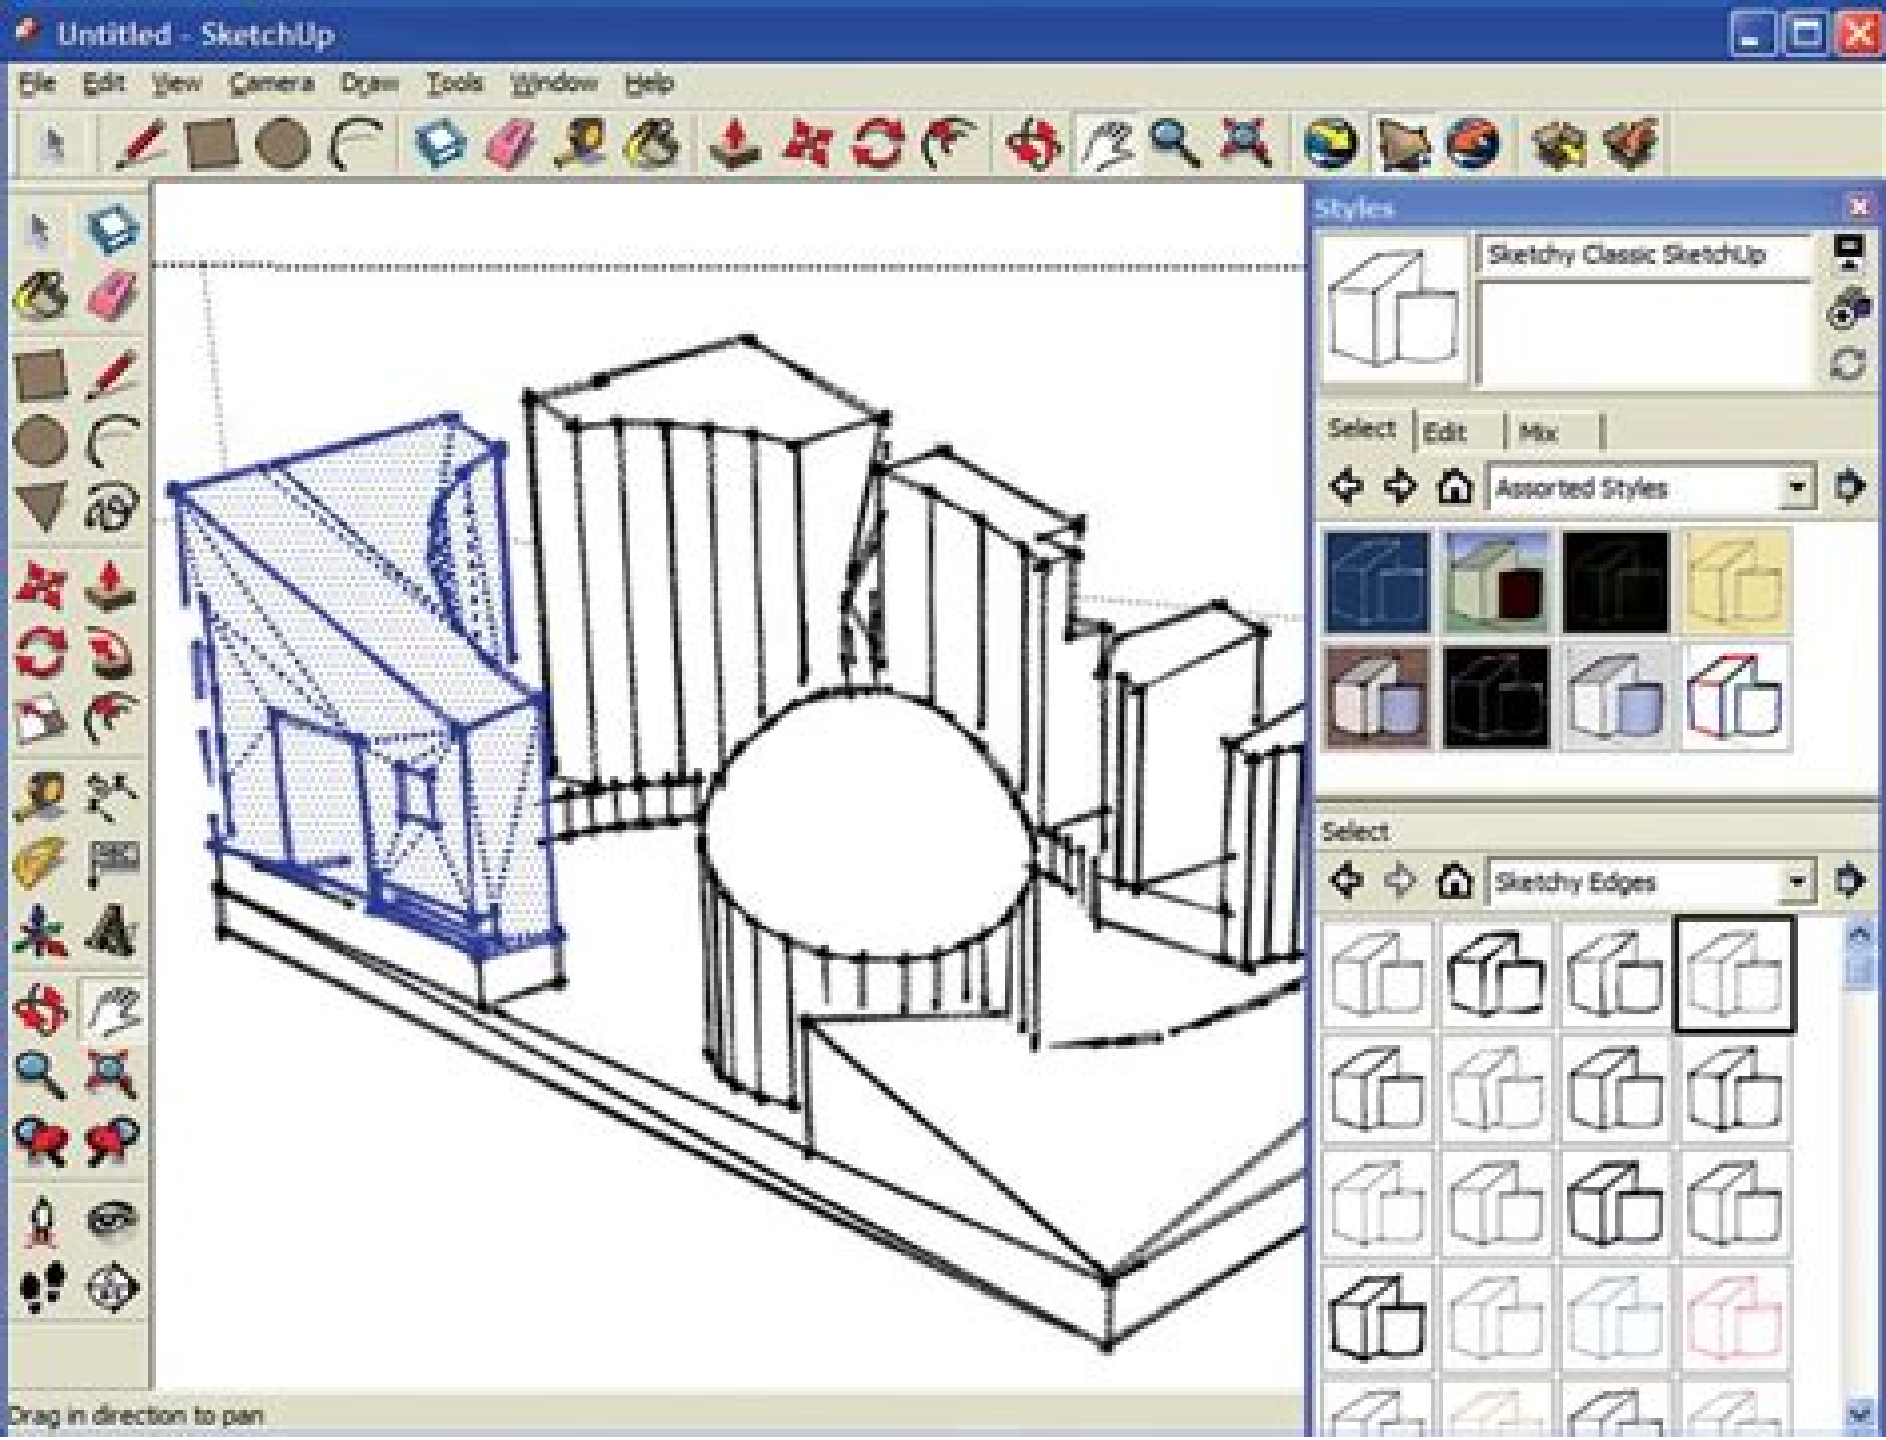 Untitled - SketchUp
File Edit View Camera Draw Tools Window Help
Styles
Sketchy Classic SketchUp
Select Edit Mix
Assorted Styles
Select
Sketchy Edges
Drag in direction to pan